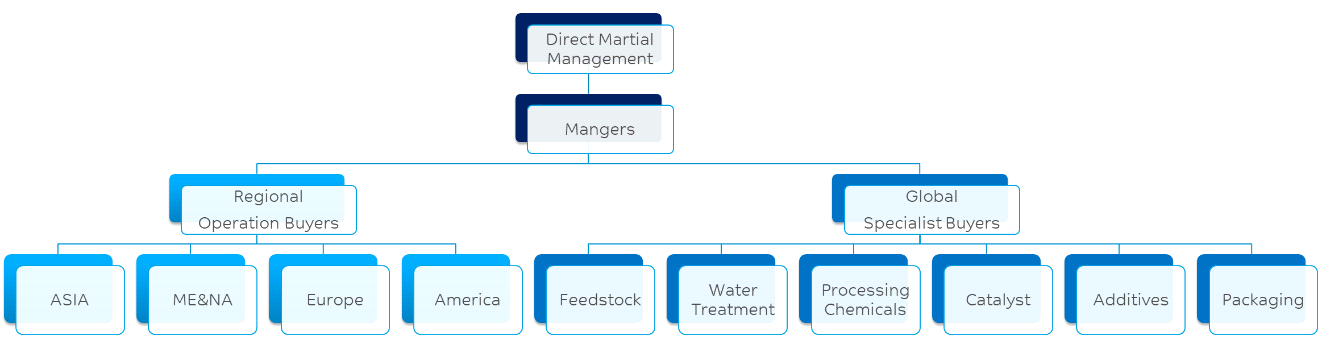 Direct Martial
Management
Mangers
Regional
Operation Buyers
Global
Specialist Buyers
ASIA
ME&NA
Europe
America
Feedstock
Water
Treatment
Processing
Chemicals
Catalyst
Additives
Packaging